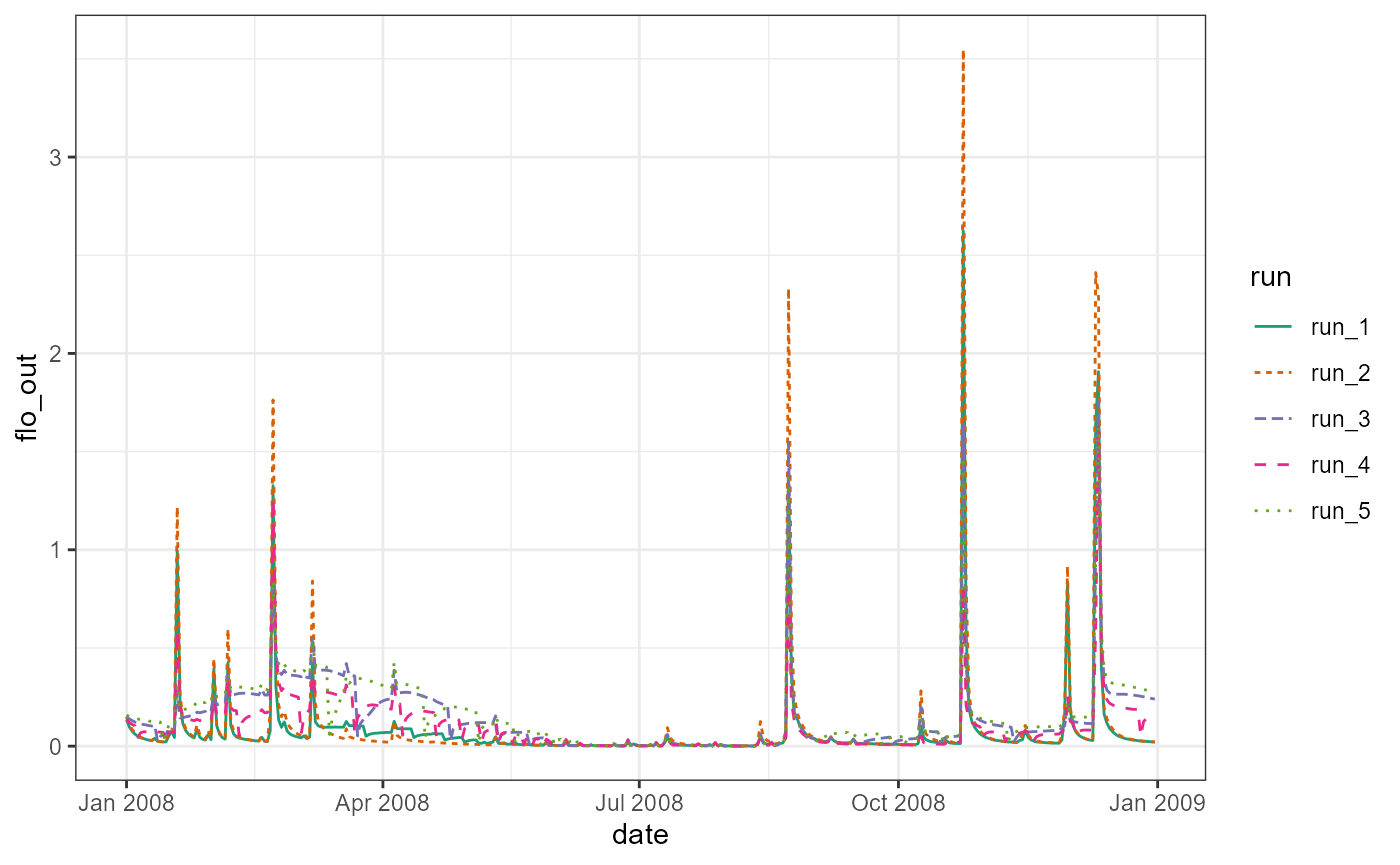 3
2
1
0
flo_out
Jan 2008
Apr 2008
Jul 2008
Oct 2008
Jan 2009
date
run
run_1
run_2
run_3
run_4
run_5